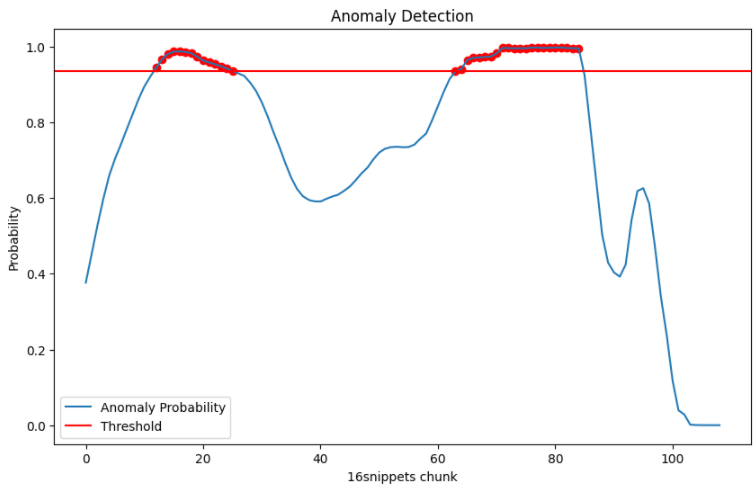 Anomaly Detection
1.0
0.8
0.6
0.4
0.2
0.0
Probability
Anomaly Probability
Threshold
0 20 40 60 80 100
16snippets chunk